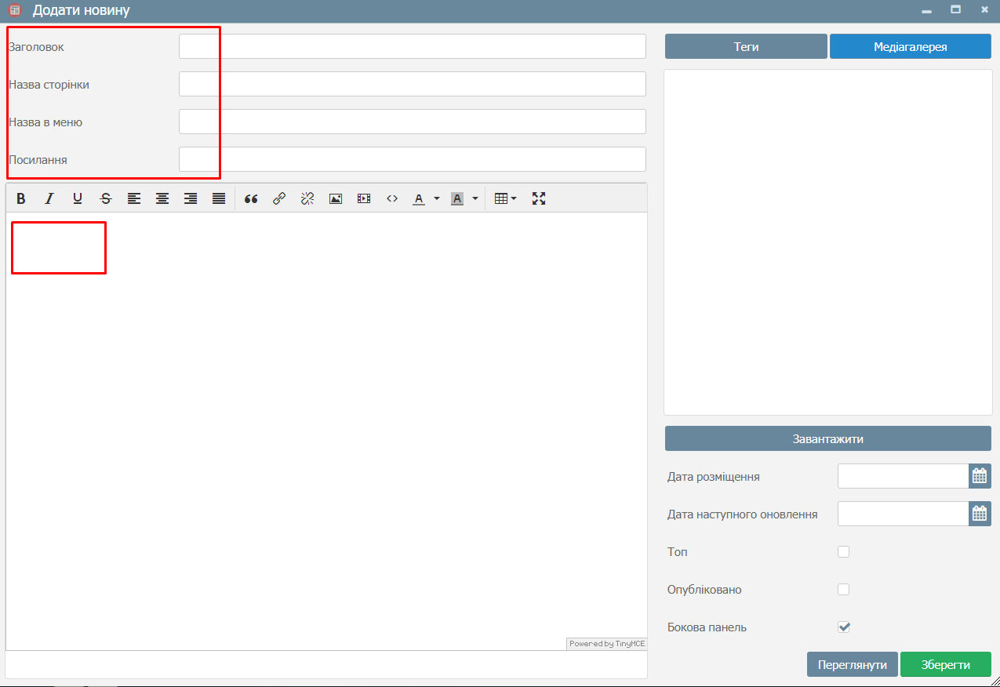 Додати новину
Заголовок
Назва сторінки
Назва в меню
Посилання
Теги
Медіагалерея
B I U S A A
Powered by TinyMCE
Завантажити
Дата розміщення
Дата наступного оновлення
Топ
Опубліковано
Бокова панель
Переглянути
Зберегти